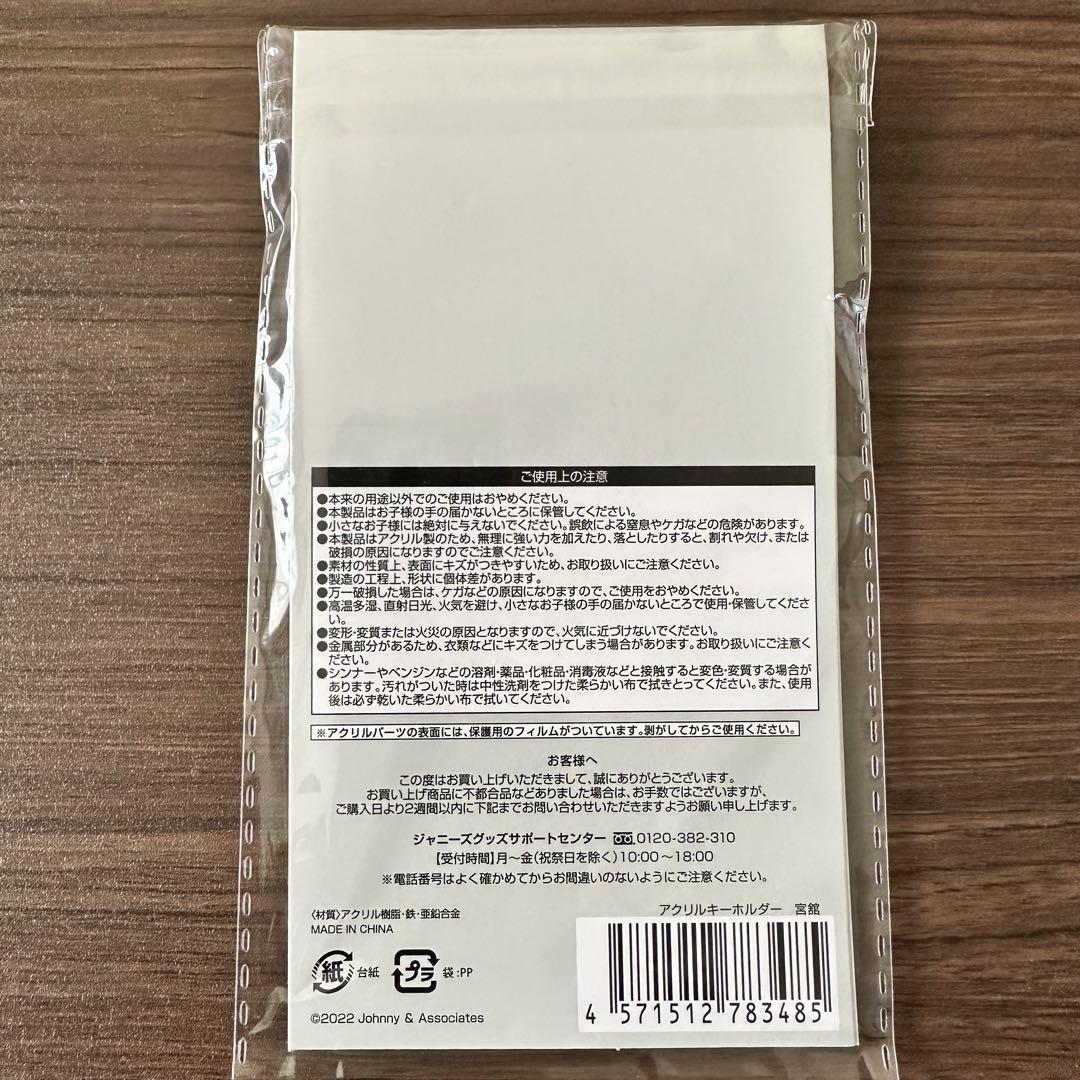 ご使用上の注意
●本来の用途以外でのご使用はおやめください。
●本製品はお子様の手の届かないところに保管してください。
●小さなお子様には絶対に与えないでください。誤飲による窒息やケガなどの危険があります。
●本製品はアクリル製のため、無理に強い力を加えたり、落としたりすると、割れや欠け、または
破損の原因になりますのでご注意ください。
●素材の性質上、表面にキズがつきやすいため、お取り扱いにご注意ください。
●製造の工程上、形状に個体差があります。
●万一破損した場合は、ケガなどの原因になりますので、ご使用をおやめください。
●高温多湿、直射日光、火気を避け、小さなお子様の手の届かないところで使用・保管してくだ
さい。
●変形・変質または火災の原因となりますので、火気に近づけないでください。
●金属部分があるため、衣類などにキズをつけてしまう場合があります。お取り扱いにご注意く
ださい。
●シンナーやベンジンなどの溶剤・薬品・化粧品・消毒液などと接触すると変色・変質する場合が
あります。汚れがついた時は中性洗剤をつけた柔らかい布で拭きとってください。また、使用
後は必ず乾いた柔らかい布で拭いてください。
※アクリルパーツの表面には、保護用のフィルムがついています。剥がしてからご使用ください。
お客様へ
この度はお買い上げいただきまして、誠にありがとうございます。
お買い上げ商品に不都合品などありました場合は、お手数ではございますが、
ご購入日より2週間以内に下記までお問い合わせいただきますようお願い申し上げます。
ジャニーズグッズサポートセンター 0120-382-310
【受付時間】月〜金(祝祭日を除く)10:00〜18:00
※電話番号はよく確かめてからお間違いのないようにご注意ください。
アクリルキーホルダー 宮舘
〈材質〉アクリル樹脂・鉄・亜鉛合金
MADE IN CHINA
紙 台紙 プラ 袋:PP
©2022 Johnny & Associates
4 571512 783485